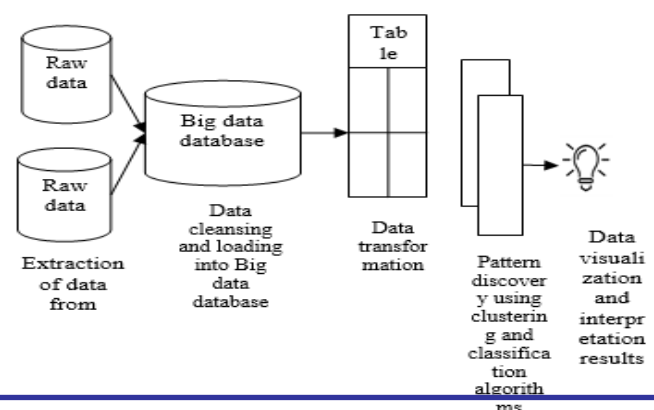 Raw
data
Raw
data
Big data
database
Tab
le
Extraction
of data
from
Data
cleansing
and loading
into Big
data
database
Data
transfor
mation
Pattern
discover
y using
clusterin
g and
classifica
tion
algorith
ms
Data
visuali
zation
and
interpr
etation
results